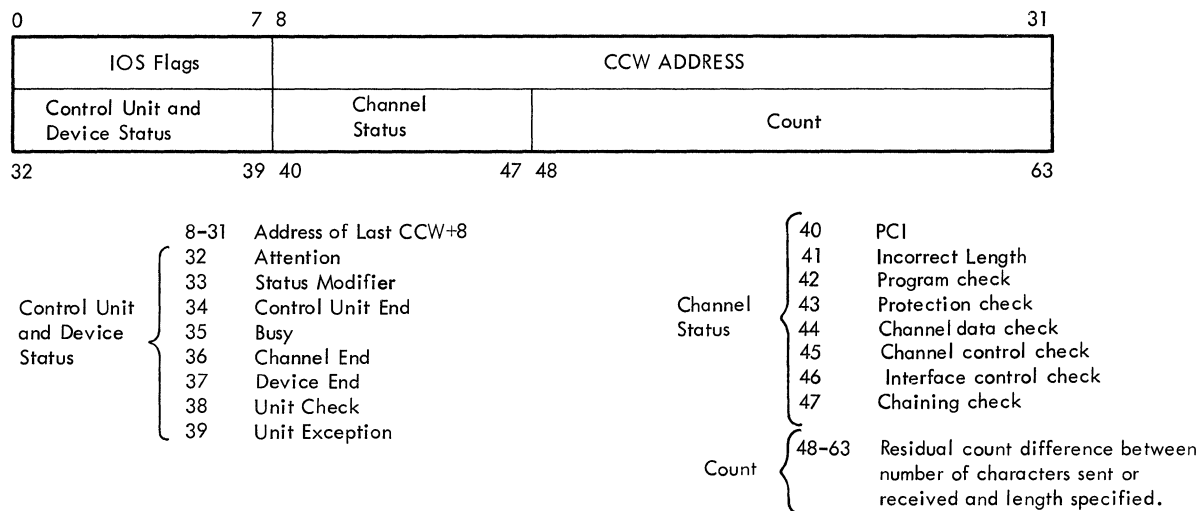 0 7 8 31
IOS Flags CCW ADDRESS
Control Unit and
Device Status
Channel
Status
Count
32 39 40 47 48 63
8-31 Address of Last CCW+8
Control Unit
and Device
Status
32 Attention
33 Status Modifier
34 Control Unit End
35 Busy
36 Channel End
37 Device End
38 Unit Check
39 Unit Exception
Channel
Status
40 PCI
41 Incorrect Length
42 Program check
43 Protection check
44 Channel data check
45 Channel control check
46 Interface control check
47 Chaining check
Count
48-63 Residual count difference between
number of characters sent or
received and length specified.